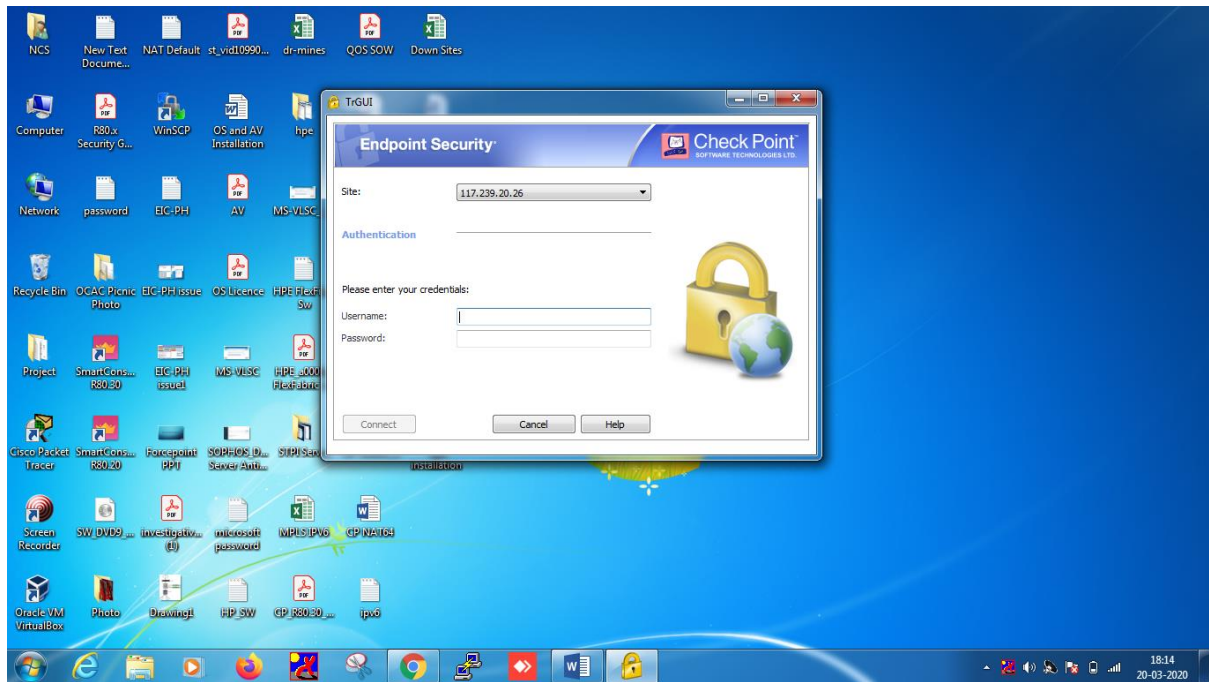 NCS
New Text
Docume...
NAT Default
st_vid10990...
dr-mines
QOS SOW
Down Sites
Computer
R80.x
Security G...
WinSCP
OS and AV
Installation
hpe
Network
password
EIC-PH
AV
MS-VLSC_
Recycle Bin
OCAC Picnic
Photo
EIC-PH issue
OS Licence
HPE FlexF
Sw
Project
SmartCons...
R80.30
EIC-PH
issue1
MS-VLSC
FlexFabric
Cisco Packet
Tracer
SmartCons...
R80.20
Forcepoint
PPT
SOPHOS_D...
Server Anti...
STPI Serv
Installation
Screen
Recorder
SW_DVD9_...
investigativ...
(1)
microsoft
password
MPLS IPV6
CP NAT64
Oracle VM
VirtualBox
Photo
Drawing1
HP_SW
CP_R80.30_...
ipv6
TrGUI
Endpoint Security
Check Point™
SOFTWARE TECHNOLOGIES LTD.
Site:
117.239.20.26
Authentication
Please enter your credentials:
Username:
Password:
Connect
Cancel
Help
18:14
20-03-2020